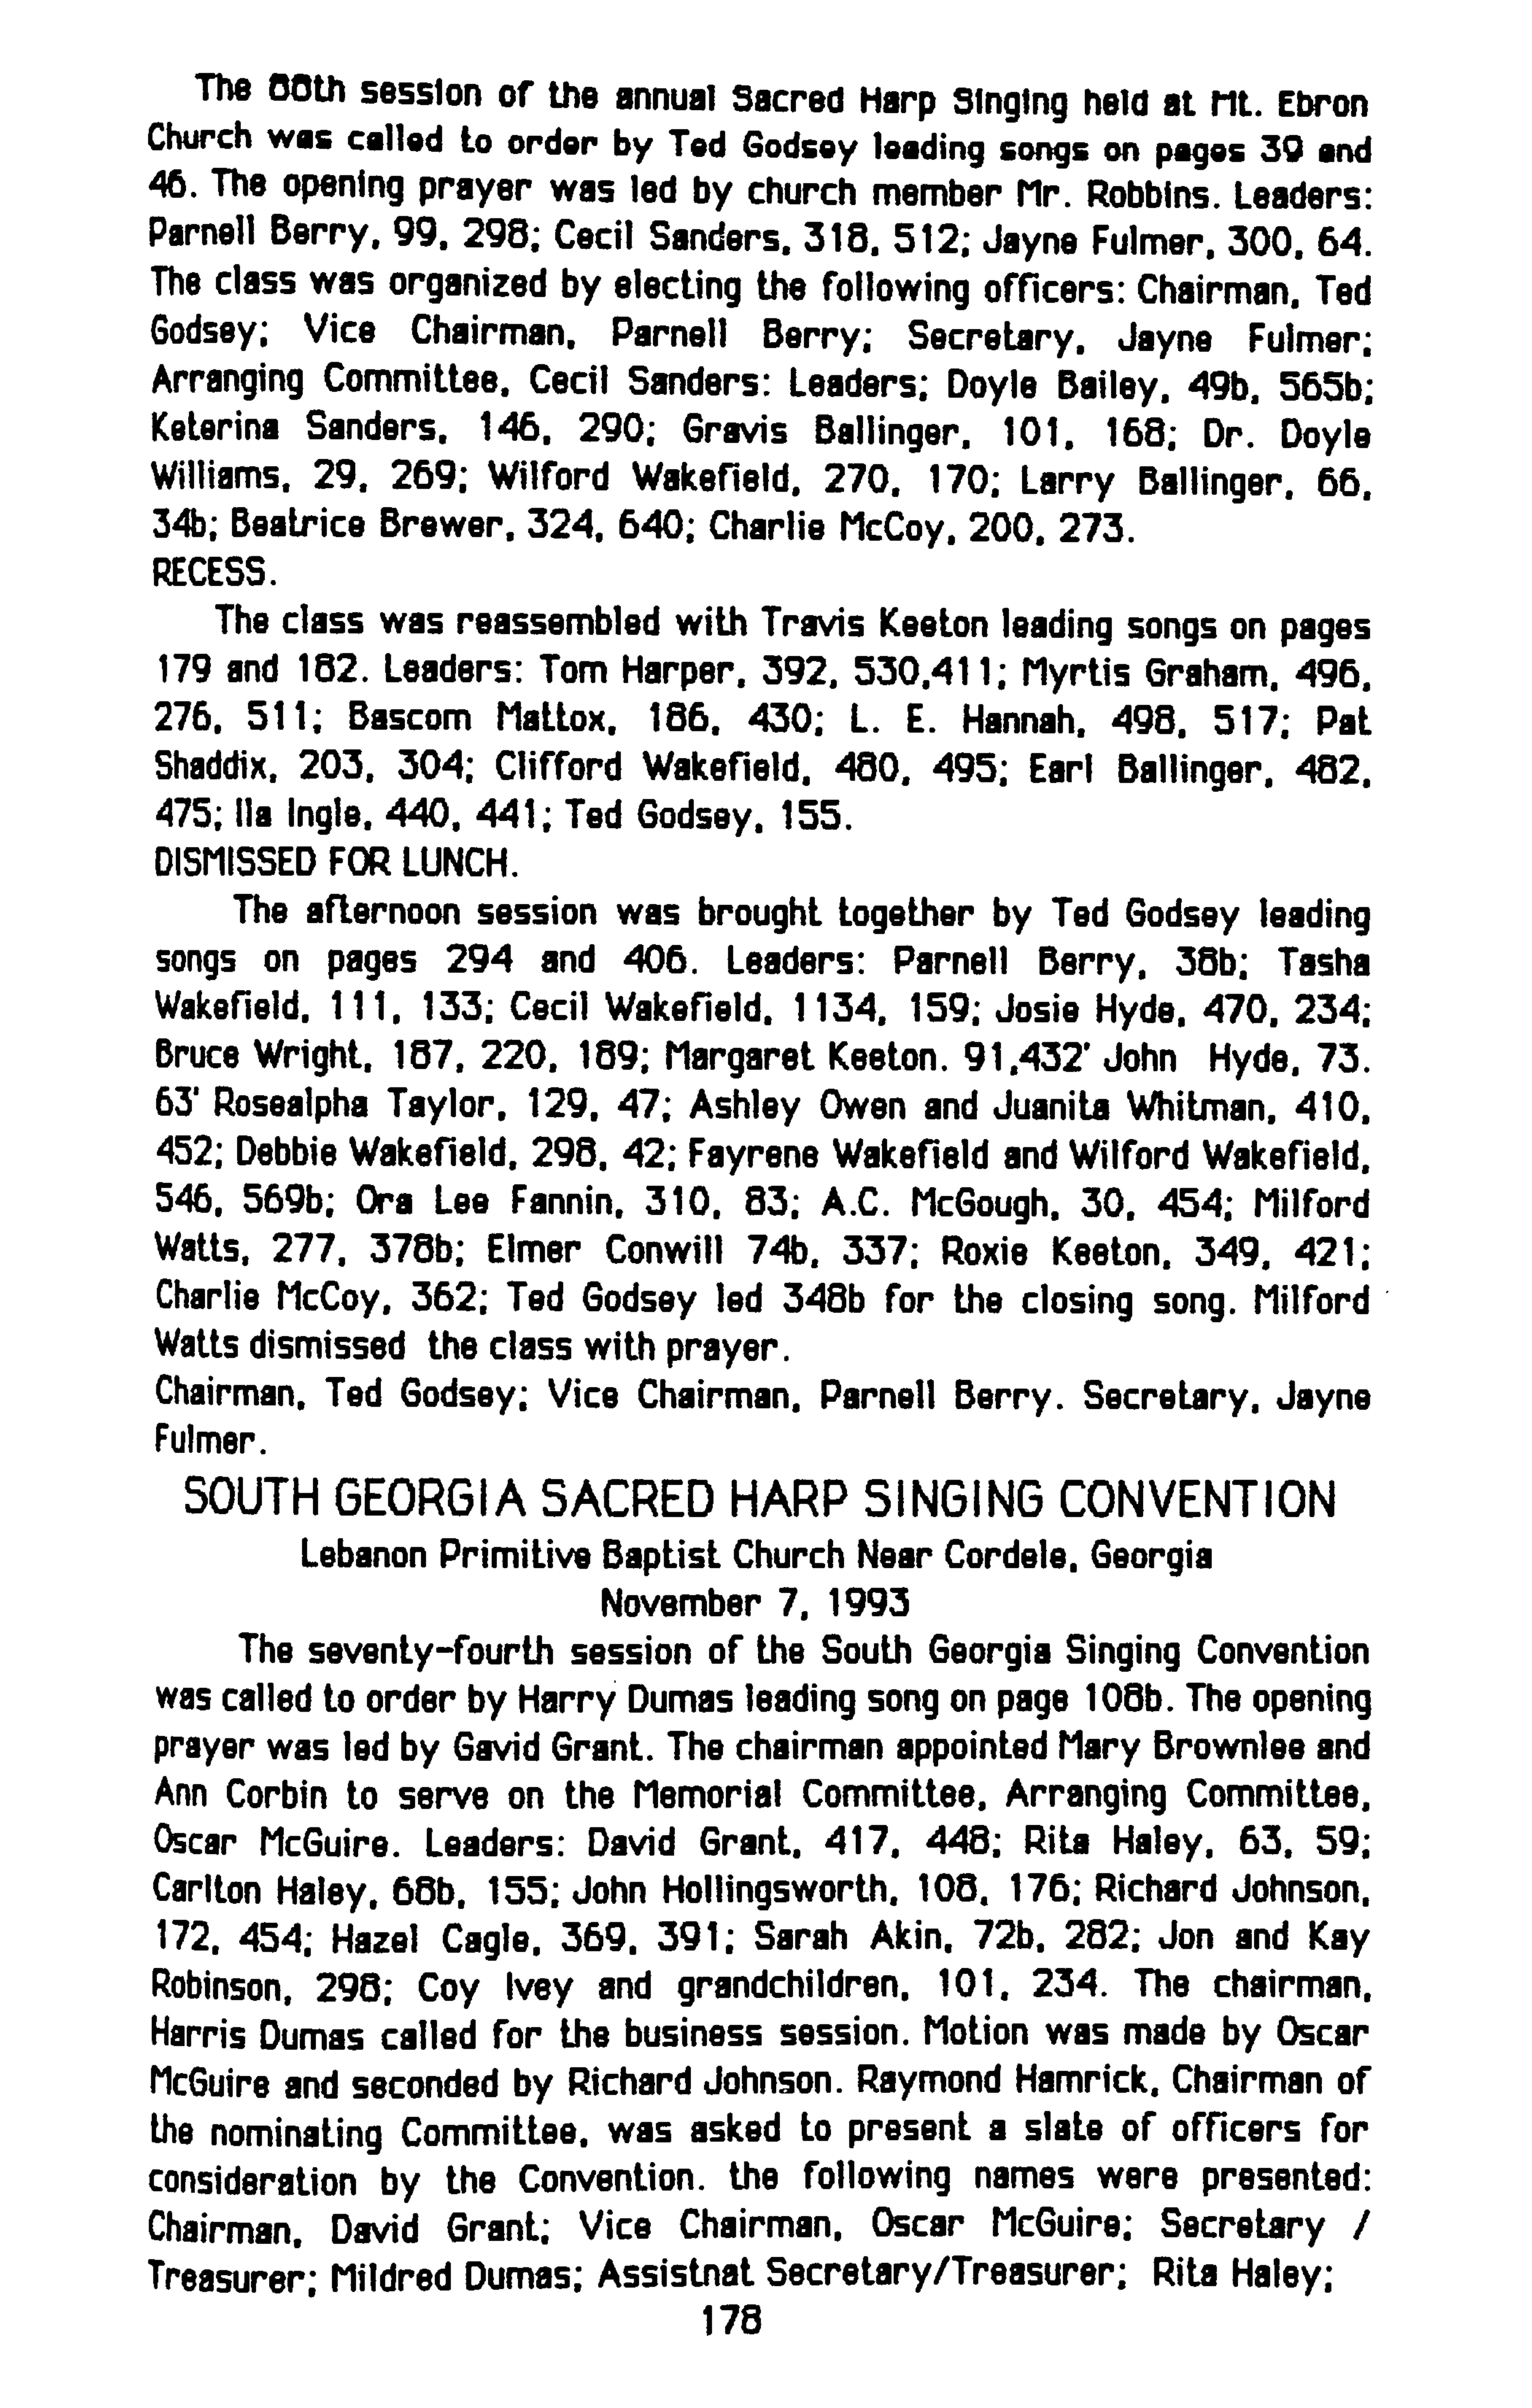 The 88th session of the annual Sacred Harp Singing held at Mt. Ebron
Church was called to order by Ted Godsey leading songs on pages 39 and
46. The opening prayer was led by church member Mr. Robbins. Leaders:
Parnell Berry, 99, 298; Cecil Sanders, 318, 512; Jayne Fulmer, 300, 64.
The class was organized by electing the following officers: Chairman, Ted
Godsey; Vice Chairman, Parnell Berry; Secretary, Jayne Fulmer;
Arranging Committee, Cecil Sanders: Leaders; Doyle Bailey, 49b, 565b;
Keterina Sanders, 146, 290; Gravis Ballinger, 101, 168; Dr. Doyle
Williams, 29, 269; Wilford Wakefield, 270, 170; Larry Ballinger, 66,
34b; Beatrice Brewer, 324, 640; Charlie McCoy, 200, 273.
RECESS.
The class was reassembled with Travis Keeton leading songs on pages
179 and 182. Leaders: Tom Harper, 392, 530,411; Myrtis Graham, 496,
276, 511; Bascom Mattox, 186, 430; L. E. Hannah, 498, 517; Pat
Shaddix, 203, 304; Clifford Wakefield, 480, 495; Earl Ballinger, 482,
475; Ila Ingle, 440, 441; Ted Godsey, 155.
DISMISSED FOR LUNCH.
The afternoon session was brought together by Ted Godsey leading
songs on pages 294 and 406. Leaders: Parnell Berry, 38b; Tasha
Wakefield, 111, 133; Cecil Wakefield, 1134, 159; Josie Hyde, 470, 234;
Bruce Wright, 187, 220, 189; Margaret Keeton. 91,432' John Hyde, 73.
63' Rosealpha Taylor, 129, 47; Ashley Owen and Juanita Whitman, 410,
452; Debbie Wakefield, 298, 42; Fayrene Wakefield and Wilford Wakefield,
546, 569b; Ora Lee Fannin, 310, 83; A.C. McGough, 30, 454; Milford
Watts, 277, 378b; Elmer Conwill 74b, 337; Roxie Keeton, 349, 421;
Charlie McCoy, 362; Ted Godsey led 348b for the closing song. Milford
Watts dismissed the class with prayer.
Chairman, Ted Godsey; Vice Chairman, Parnell Berry. Secretary, Jayne
Fulmer.
SOUTH GEORGIA SACRED HARP SINGING CONVENTION
Lebanon Primitive Baptist Church Near Cordele, Georgia
November 7, 1993
The seventy-fourth session of the South Georgia Singing Convention
was called to order by Harry Dumas leading song on page 108b. The opening
prayer was led by Gavid Grant. The chairman appointed Mary Brownlee and
Ann Corbin to serve on the Memorial Committee, Arranging Committee,
Oscar McGuire. Leaders: David Grant, 417, 448; Rita Haley, 63, 59;
Carlton Haley, 68b, 155; John Hollingsworth, 108, 176; Richard Johnson,
172, 454; Hazel Cagle, 369, 391; Sarah Akin, 72b, 282; Jon and Kay
Robinson, 298; Coy Ivey and grandchildren, 101, 234. The chairman,
Harris Dumas called for the business session. Motion was made by Oscar
McGuire and seconded by Richard Johnson. Raymond Hamrick, Chairman of
the nominating Committee, was asked to present a slate of officers for
consideration by the Convention. the following names were presented:
Chairman, David Grant; Vice Chairman, Oscar McGuire; Secretary /
Treasurer; Mildred Dumas; Assistnat Secretary/Treasurer; Rita Haley;
178